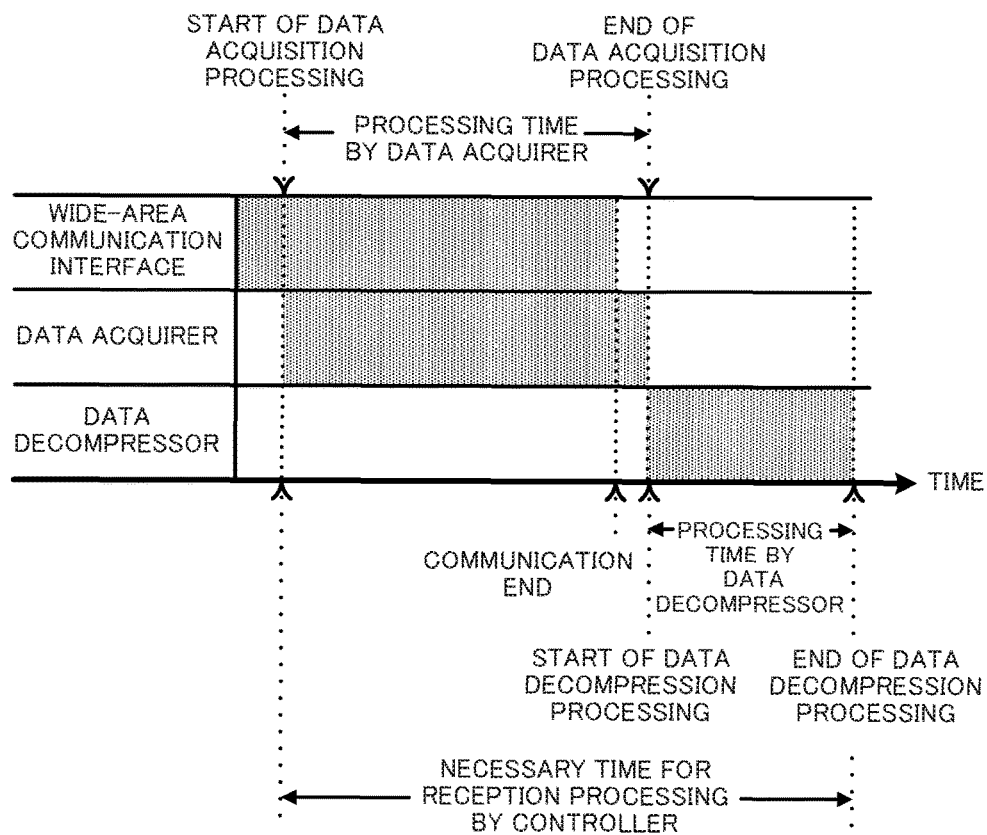 START OF DATA
ACQUISITION
PROCESSING
END OF
DATA ACQUISITION
PROCESSING
PROCESSING TIME
BY DATA ACQUIRER
WIDE-AREA
COMMUNICATION
INTERFACE
DATA ACQUIRER
DATA
DECOMPRESSOR
TIME
COMMUNICATION
END
PROCESSING
TIME BY
DATA
DECOMPRESSOR
START OF DATA
DECOMPRESSION
PROCESSING
END OF DATA
DECOMPRESSION
PROCESSING
NECESSARY TIME FOR
RECEPTION PROCESSING
BY CONTROLLER